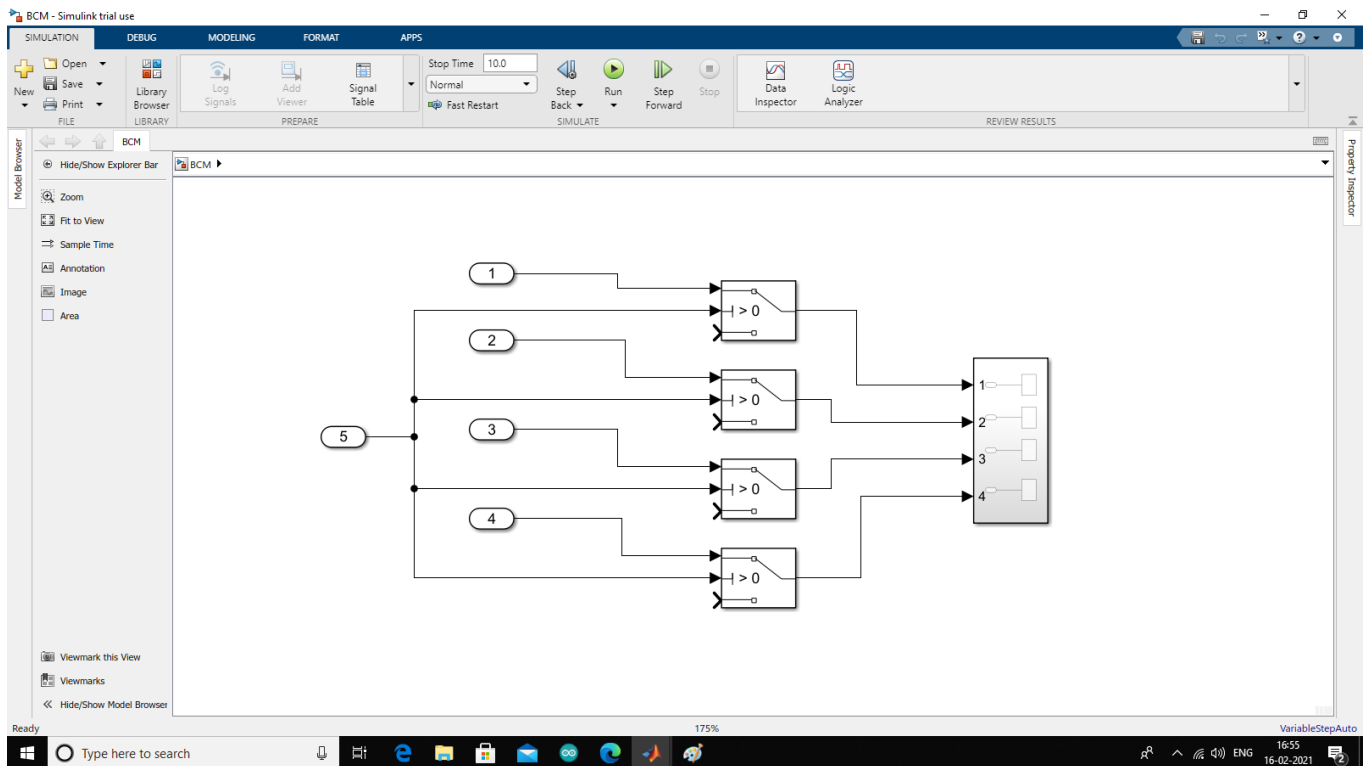 BCM - Simulink trial use
SIMULATION DEBUG MODELING FORMAT APPS
New
Open
Save
Print
FILE
Library
Browser
LIBRARY
Log
Signals
Add
Viewer
Signal
Table
PREPARE
Stop Time 10.0
Normal
Fast Restart
Step
Back
Run
Step
Forward
Stop
SIMULATE
Data
Inspector
Logic
Analyzer
REVIEW RESULTS
Model Browser
BCM
Property Inspector
Hide/Show Explorer Bar
BCM
Zoom
Fit to View
Sample Time
Annotation
Image
Area
1
> 0
2
> 0
3
> 0
4
> 0
5
1
2
3
4
Viewmark this View
Viewmarks
Hide/Show Model Browser
Ready 175% VariableStepAuto
Type here to search
ENG
16:55
16-02-2021
2